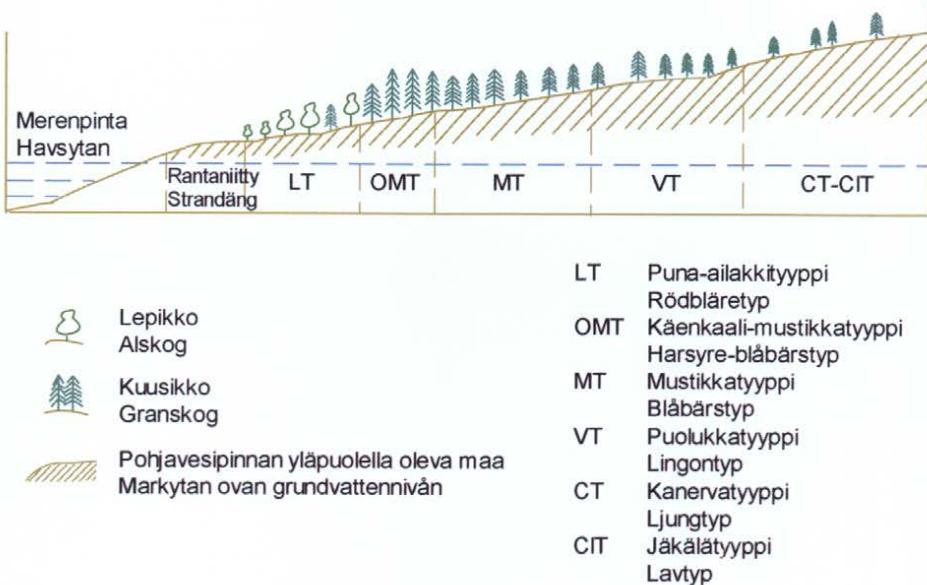 Merenpinta
Havsytan
Rantaniitty
Strandäng
LT
OMT
MT
VT
CT-CIT
Lepikko
Alskog
Kuusikko
Granskog
Pohjavesipinnan yläpuolella oleva maa
Markytan ovan grundvattennivån
LT Puna-ailakkityyppi
Rödbläretyp
OMT Käenkaali-mustikkatyyppi
Harsyre-blåbärstyp
MT Mustikkatyyppi
Blåbärstyp
VT Puolukkatyyppi
Lingontyp
CT Kanervatyyppi
Ljungtyp
CIT Jäkälätyyppi
Lavtyp